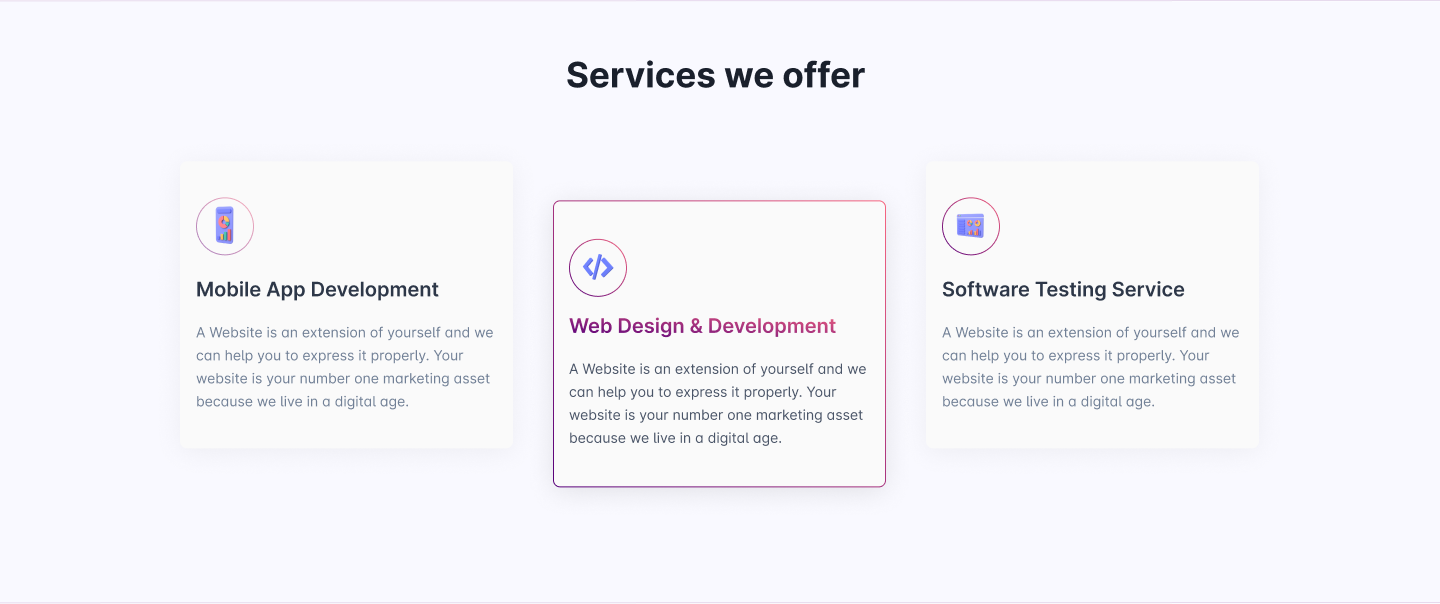 Services we offer
Mobile App Development
A Website is an extension of yourself and we
can help you to express it properly. Your
website is your number one marketing asset
because we live in a digital age.
Web Design & Development
A Website is an extension of yourself and we
can help you to express it properly. Your
website is your number one marketing asset
because we live in a digital age.
Software Testing Service
A Website is an extension of yourself and we
can help you to express it properly. Your
website is your number one marketing asset
because we live in a digital age.